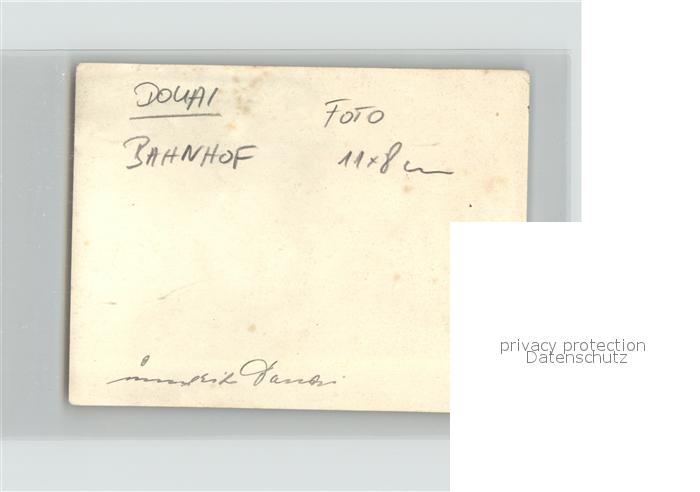 DOUAI
FOTO
BAHNHOF
11x8 cm
privacy protection
Datenschutz